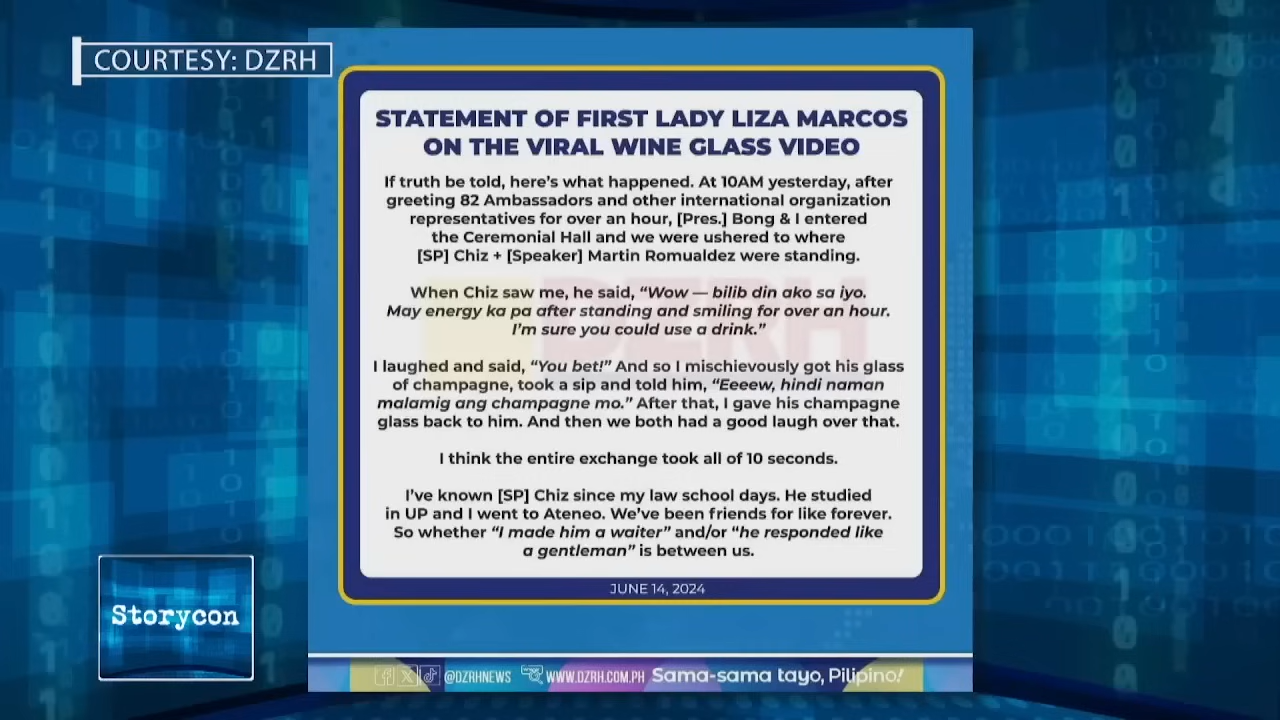 COURTESY: DZRH
STATEMENT OF FIRST LADY LIZA MARCOS
ON THE VIRAL WINE GLASS VIDEO
If truth be told, here's what happened. At 10AM yesterday, after
greeting 82 Ambassadors and other international organization
representatives for over an hour, [Pres.] Bong & I entered
the Ceremonial Hall and we were ushered to where
[SP] Chiz + [Speaker] Martin Romualdez were standing.
When Chiz saw me, he said, “Wow — bilib din ako sa iyo.
May energy ka pa after standing and smiling for over an hour.
I'm sure you could use a drink.”
I laughed and said, “You bet!” And so I mischievously got his glass
of champagne, took a sip and told him, “Eeeew, hindi naman
malamig ang champagne mo.” After that, I gave his champagne
glass back to him. And then we both had a good laugh over that.
I think the entire exchange took all of 10 seconds.
I've known [SP] Chiz since my law school days. He studied
in UP and I went to Ateneo. We've been friends for like forever.
So whether “I made him a waiter” and/or “he responded like
a gentleman” is between us.
JUNE 14, 2024
Storycon
@DZRHNEWS WWW.DZRH.COM.PH Sama-sama tayo, Pilipino!